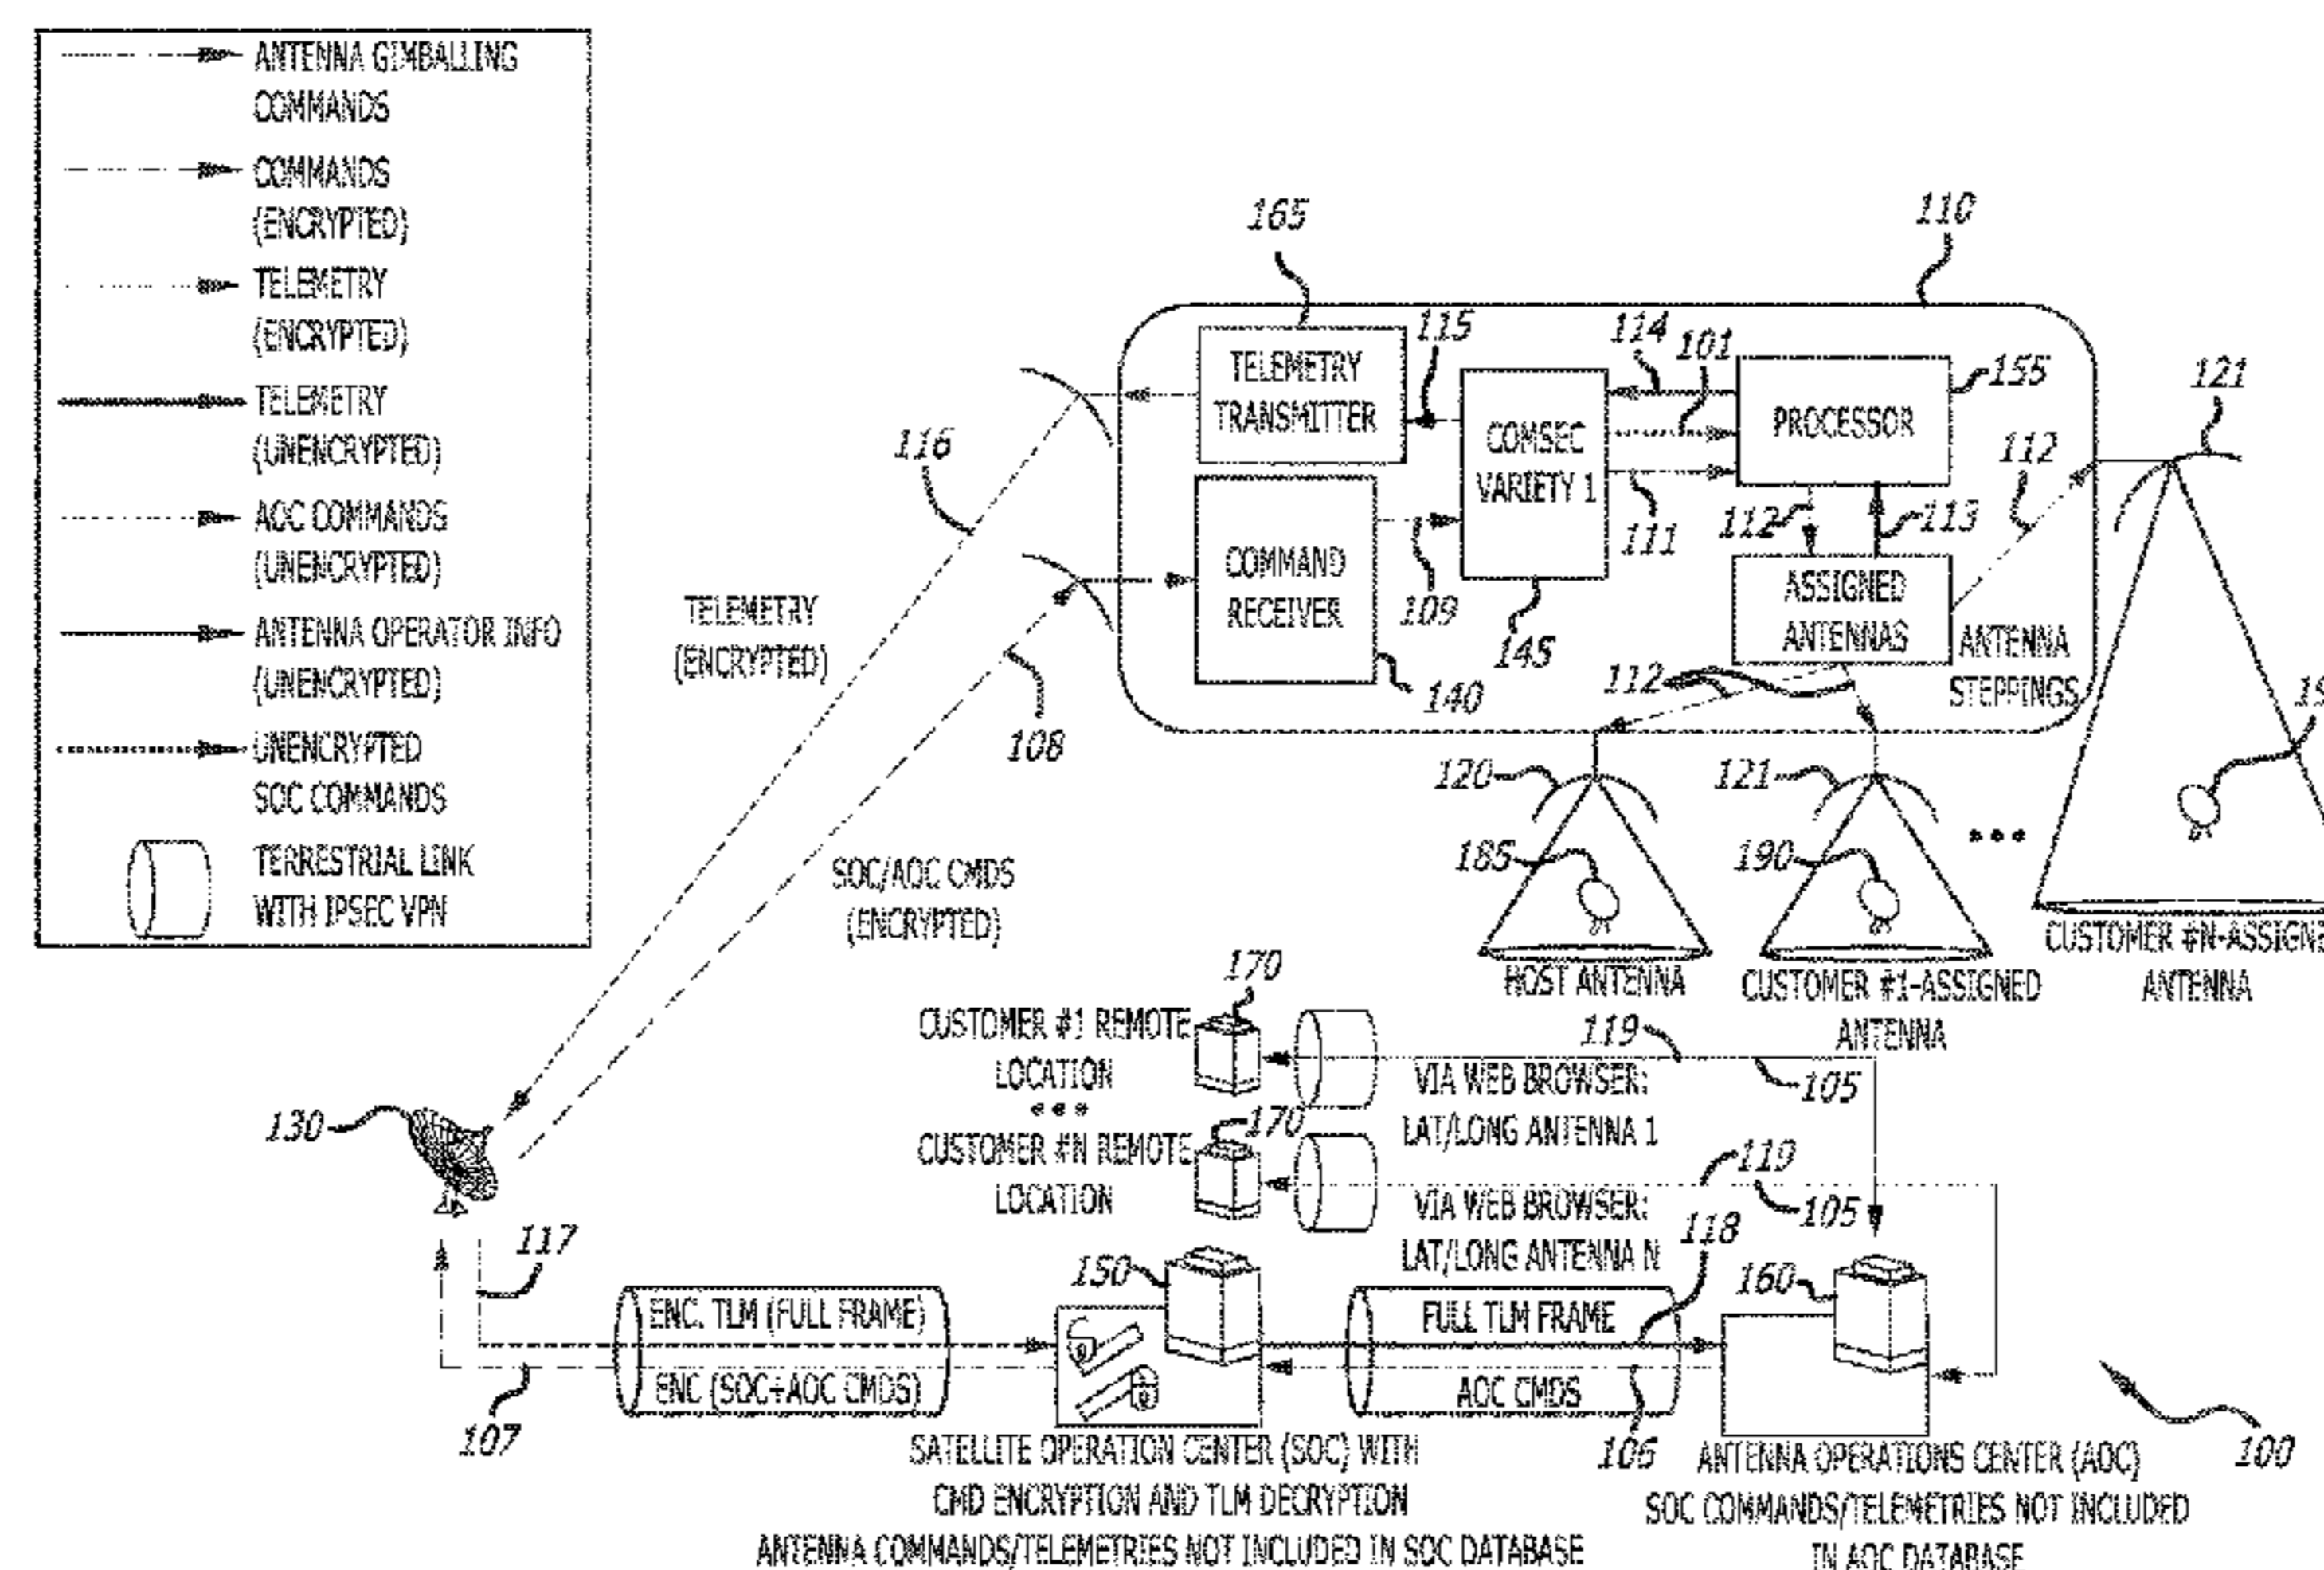 ANTENNA GIMBALLING
COMMANDS
COMMANDS
(ENCRYPTED)
TELEMETRY
(ENCRYPTED)
TELEMETRY
(UNENCRYPTED)
AOC COMMANDS
(UNENCRYPTED)
ANTENNA OPERATOR INFO
(UNENCRYPTED)
UNENCRYPTED
SOC COMMANDS
TERRESTRIAL LINK
WITH IPSEC VPN
165
110
TELEMETRY
TRANSMITTER
115
114
101
COMSEC
VARIETY 1
PROCESSOR
155
121
116
112
COMMAND
RECEIVER
109
111
112
113
145
140
ASSIGNED
ANTENNAS
ANTENNA
STEPPINGS
112
TELEMETRY
(ENCRYPTED)
108
120
121
185
190
HOST ANTENNA
CUSTOMER #1-ASSIGNED
ANTENNA
ANTENNA
SOC/AOC CMDS
(ENCRYPTED)
170
CUSTOMER #1 REMOTE
LOCATION
119
VIA WEB BROWSER:
LAT/LONG ANTENNA 1
105
130
170
CUSTOMER #N REMOTE
LOCATION
119
VIA WEB BROWSER:
LAT/LONG ANTENNA N
105
118
117
150
160
ENC. TLM (FULL FRAME)
ENC (SOC+AOC CMDS)
FULL TLM FRAME
AOC CMDS
107
106
100
SATELLITE OPERATION CENTER (SOC) WITH
CMD ENCRYPTION AND TLM DECRYPTION
ANTENNA COMMANDS/TELEMETRIES NOT INCLUDED IN SOC DATABASE
ANTENNA OPERATIONS CENTER (AOC)
SOC COMMANDS/TELEMETRIES NOT INCLUDED
IN AOC DATABASE